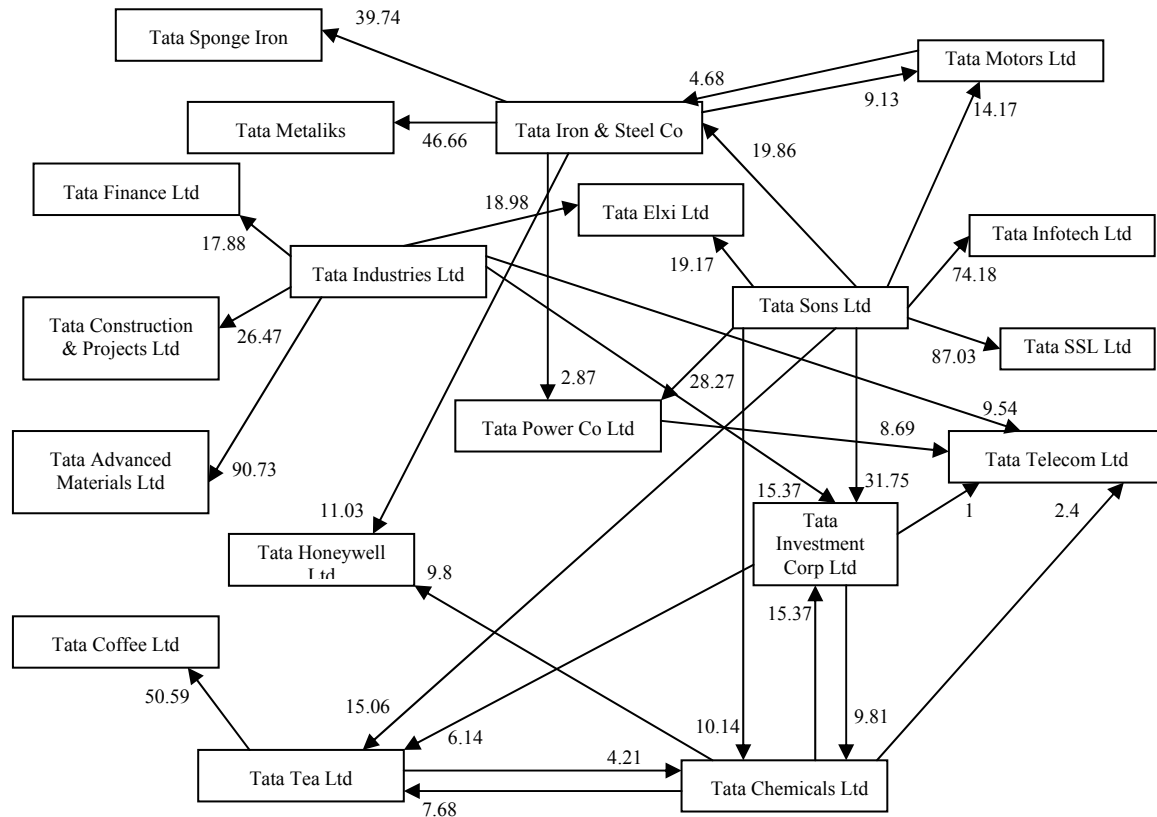 39.74
Tata Sponge Iron
Tata Motors Ltd
4.68
9.13
14.17
Tata Metaliks
46.66
Tata Iron & Steel Co
19.86
Tata Finance Ltd
17.88
18.98
Tata Elxi Ltd
19.17
Tata Infotech Ltd
74.18
Tata Industries Ltd
Tata Sons Ltd
Tata Construction
& Projects Ltd
26.47
Tata SSL Ltd
87.03
2.87
28.27
9.54
Tata Power Co Ltd
8.69
Tata Telecom Ltd
Tata Advanced
Materials Ltd
90.73
15.37
31.75
11.03
1
2.4
Tata
Investment
Corp Ltd
Tata Honeywell
Ltd
9.8
15.37
Tata Coffee Ltd
50.59
15.06
6.14
10.14
9.81
Tata Tea Ltd
4.21
7.68
Tata Chemicals Ltd